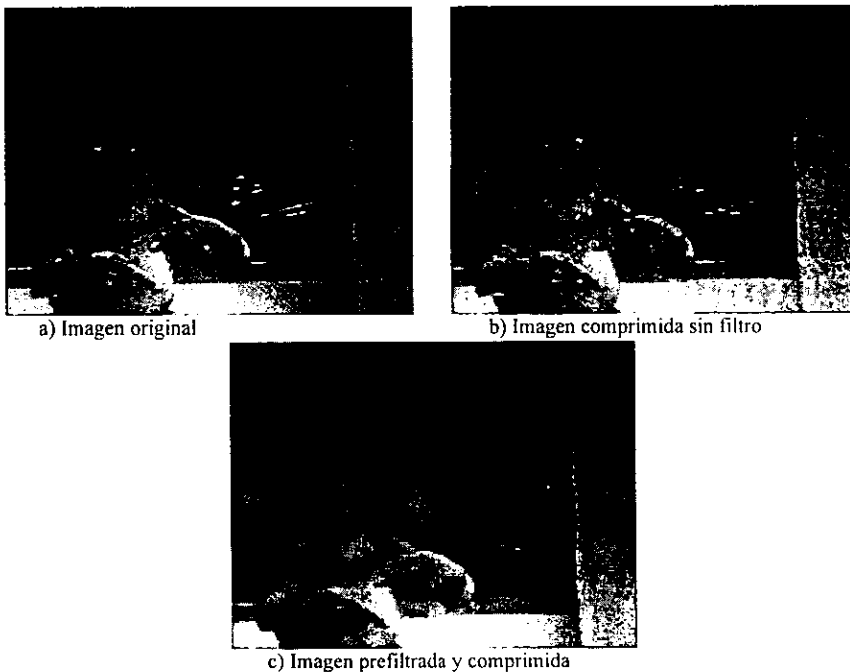 a) Imagen original
b) Imagen comprimida sin filtro
c) Imagen prefiltrada y comprimida